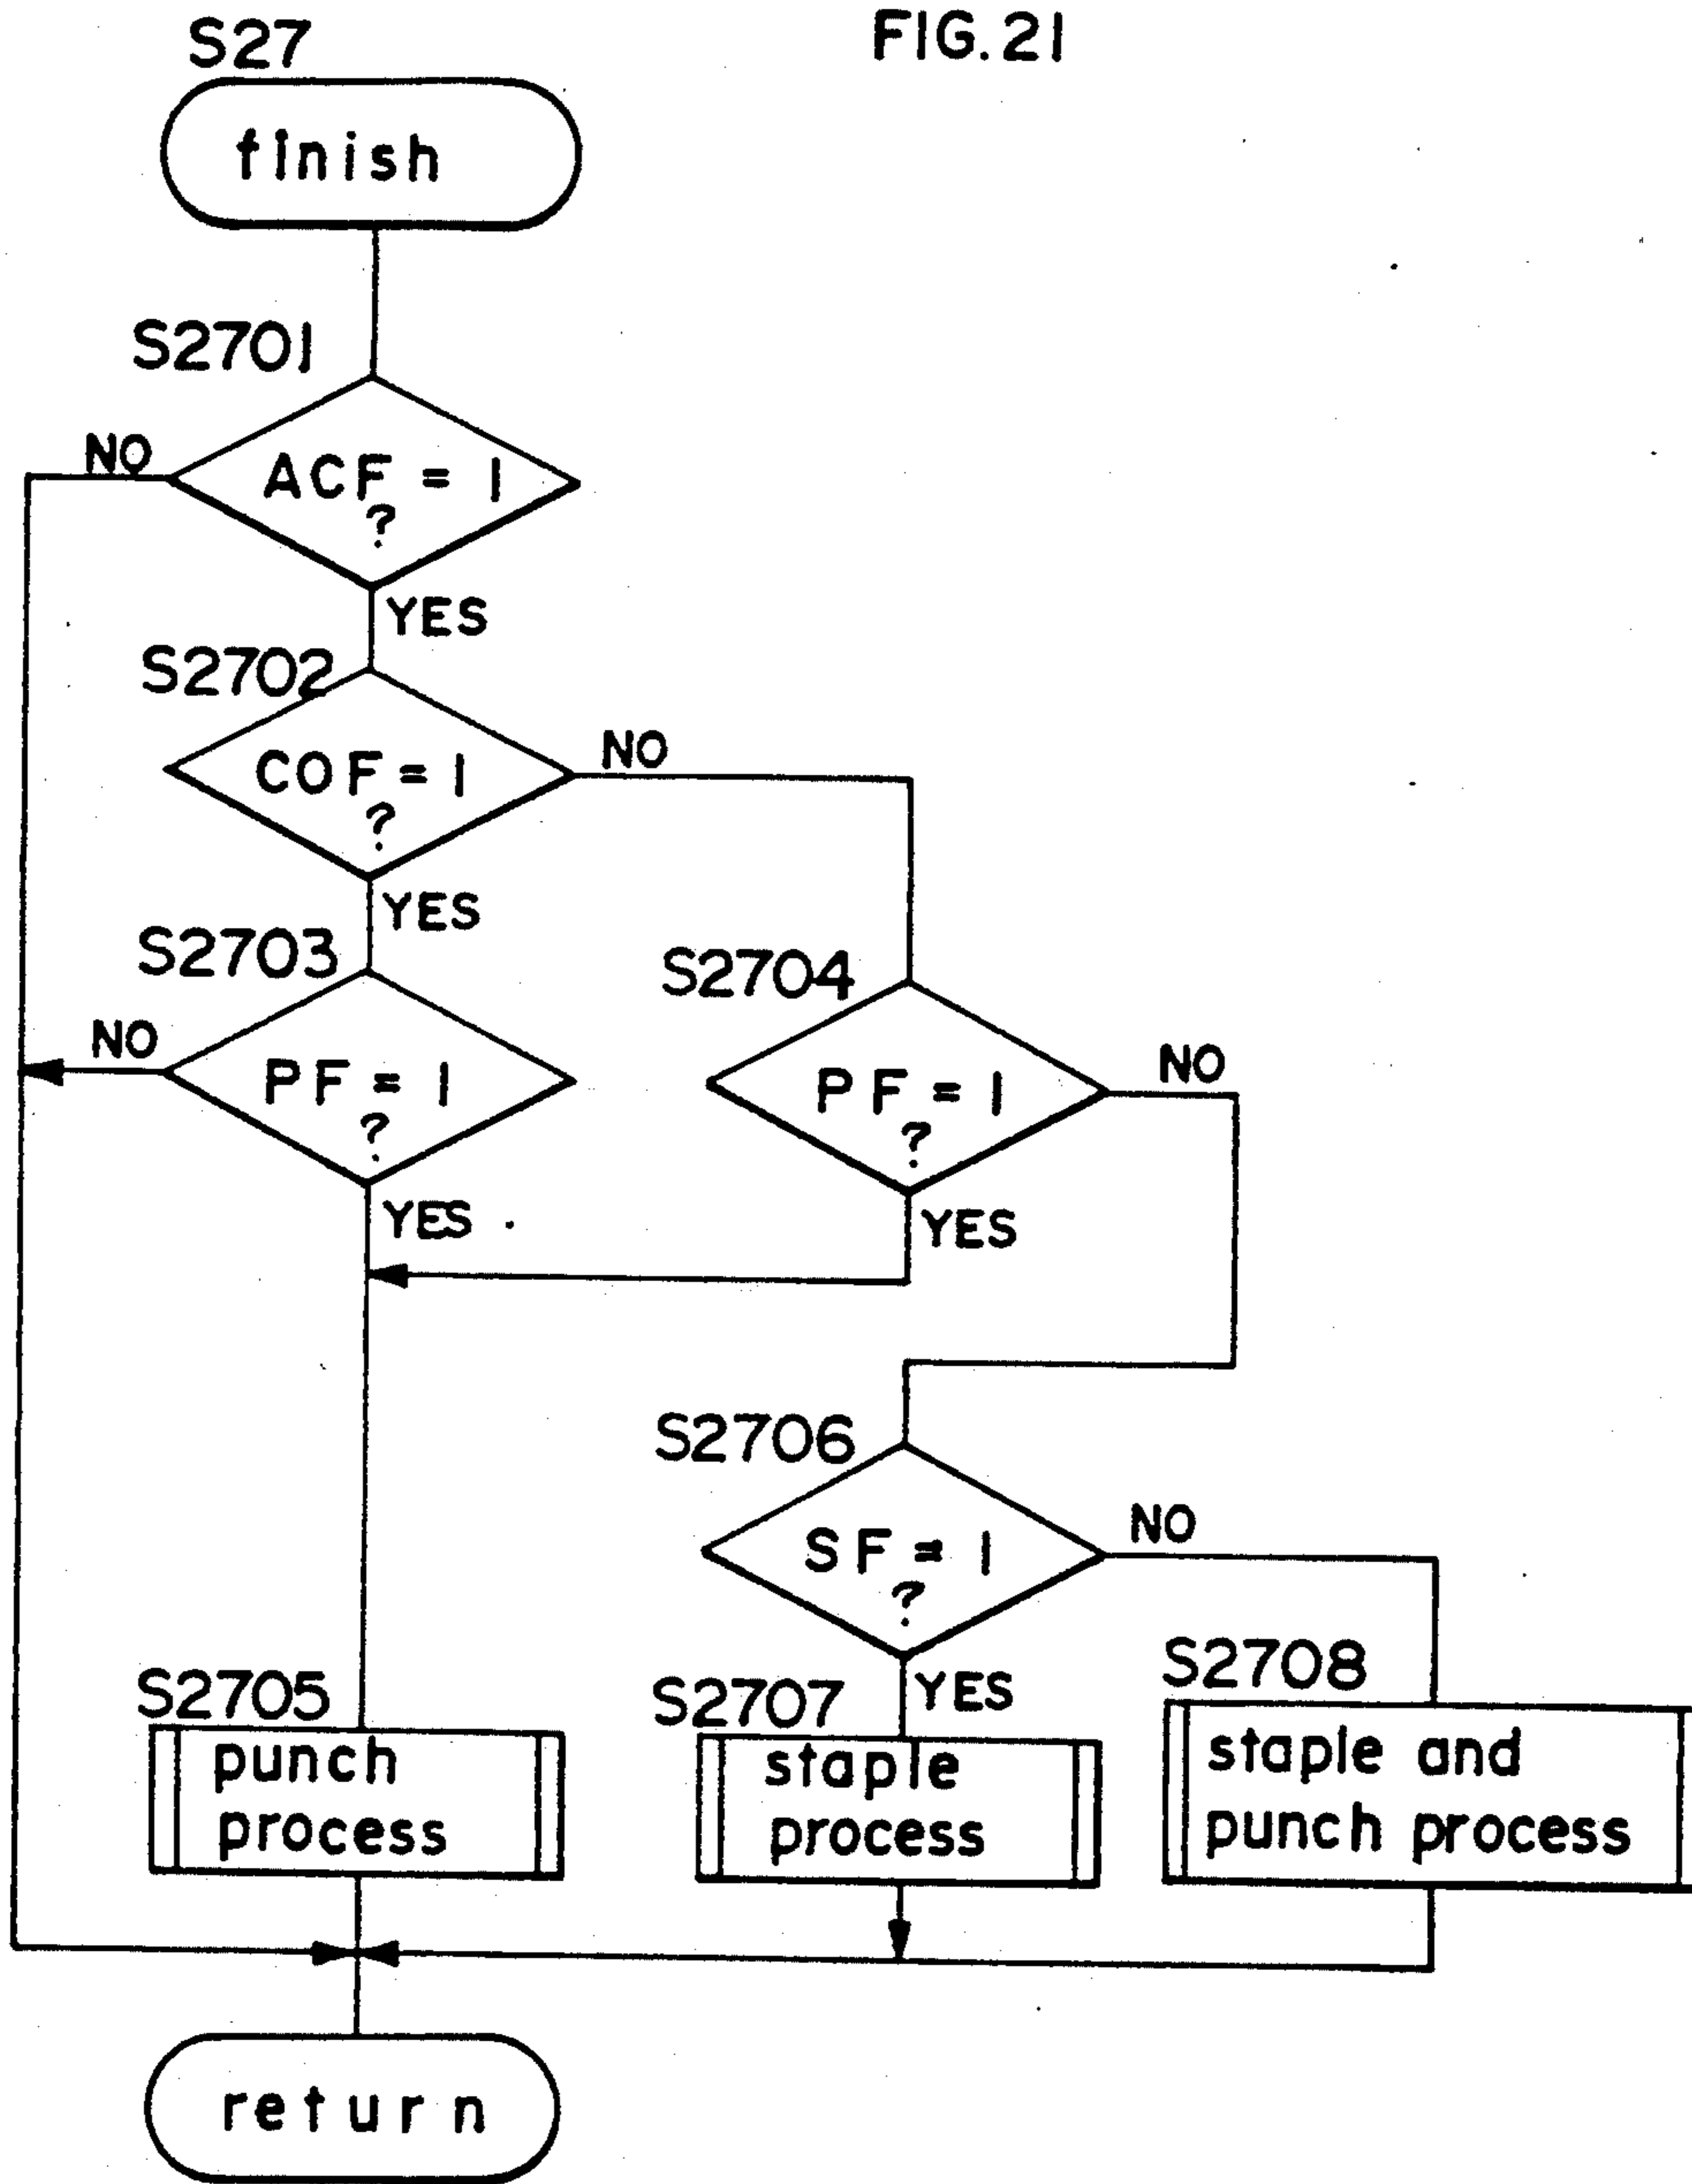 FIG. 21
S27
finish
S2701
ACF = 1
?
NO
YES
S2702
COF = 1
?
NO
YES
S2703
PF = 1
?
NO
YES
S2704
PF = 1
?
NO
YES
S2706
SF = 1
?
NO
YES
S2705
punch
process
S2707
staple
process
S2708
staple and
punch process
return